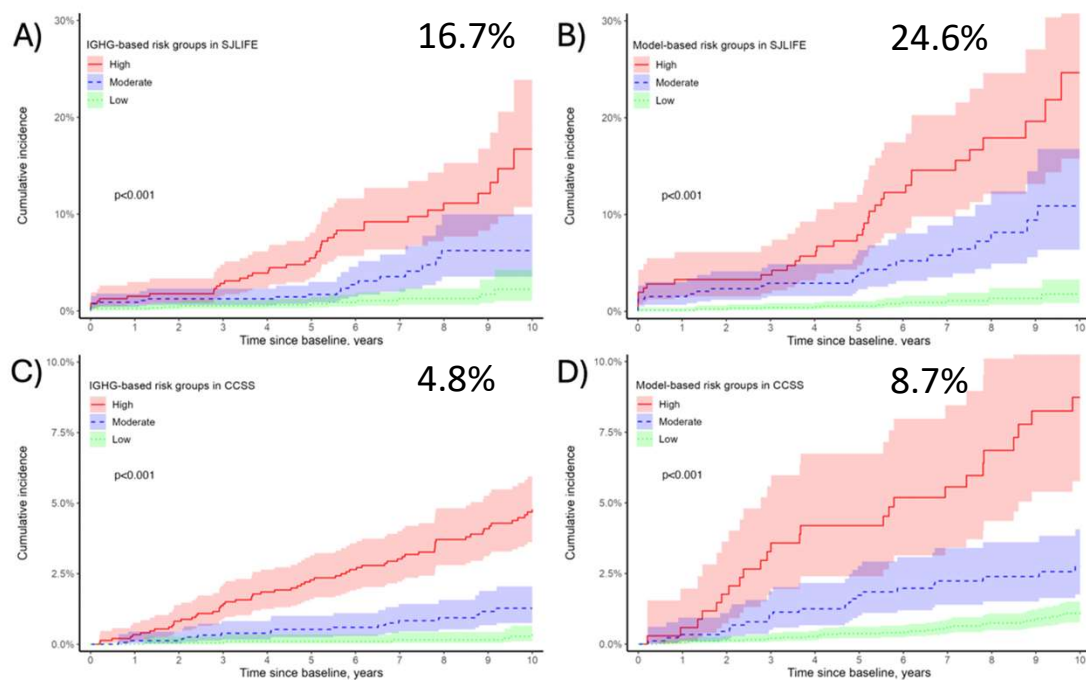 A)
IGHG-based risk groups in SJLIFE
16.7%
High
Moderate
Low
p<0.001
Cumulative incidence
30%
20%
10%
0%
0 1 2 3 4 5 6 7 8 9 10
Time since baseline, years
B)
Model-based risk groups in SJLIFE
24.6%
High
Moderate
Low
p<0.001
Cumulative incidence
30%
20%
10%
0%
0 1 2 3 4 5 6 7 8 9 10
Time since baseline, years
C)
IGHG-based risk groups in CCSS
4.8%
High
Moderate
Low
p<0.001
Cumulative incidence
10.0%
7.5%
5.0%
2.5%
0.0%
0 1 2 3 4 5 6 7 8 9 10
Time since baseline, years
D)
Model-based risk groups in CCSS
8.7%
High
Moderate
Low
p<0.001
Cumulative incidence
10.0%
7.5%
5.0%
2.5%
0.0%
0 1 2 3 4 5 6 7 8 9 10
Time since baseline, years